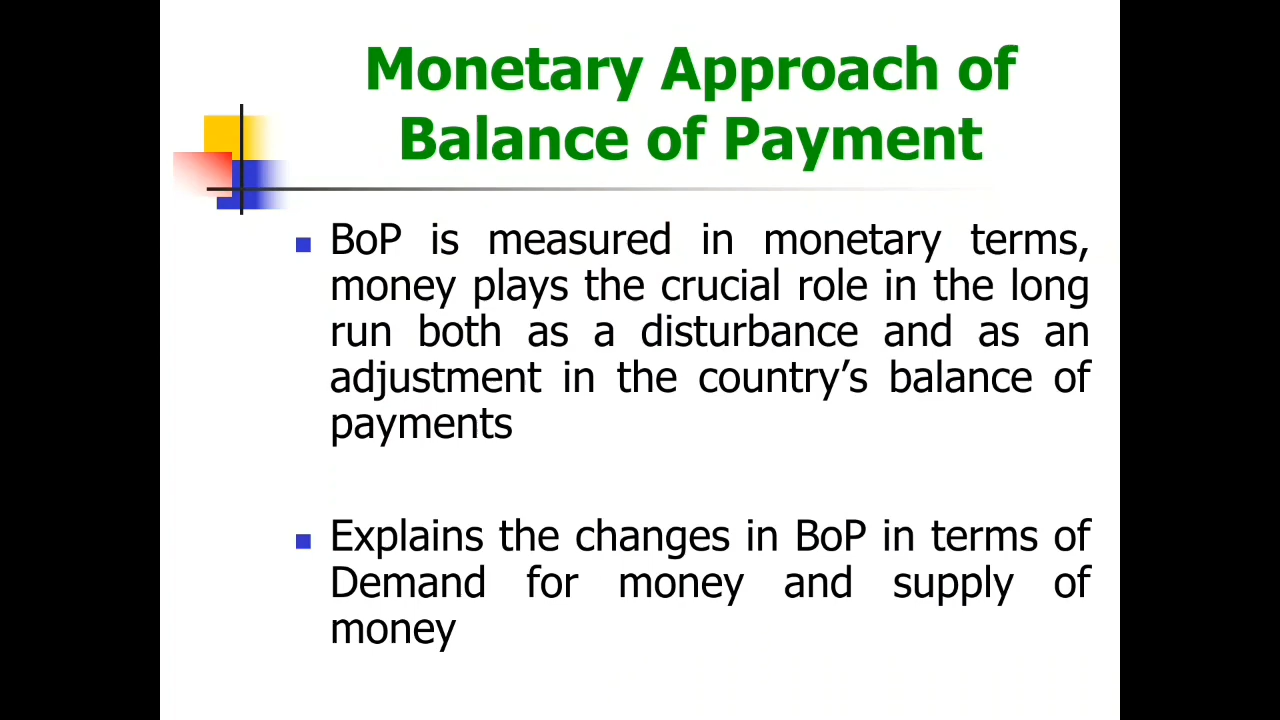 Monetary Approach of
Balance of Payment
BoP is measured in monetary terms,
money plays the crucial role in the long
run both as a disturbance and as an
adjustment in the country’s balance of
payments
Explains the changes in BoP in terms of
Demand for money and supply of
money